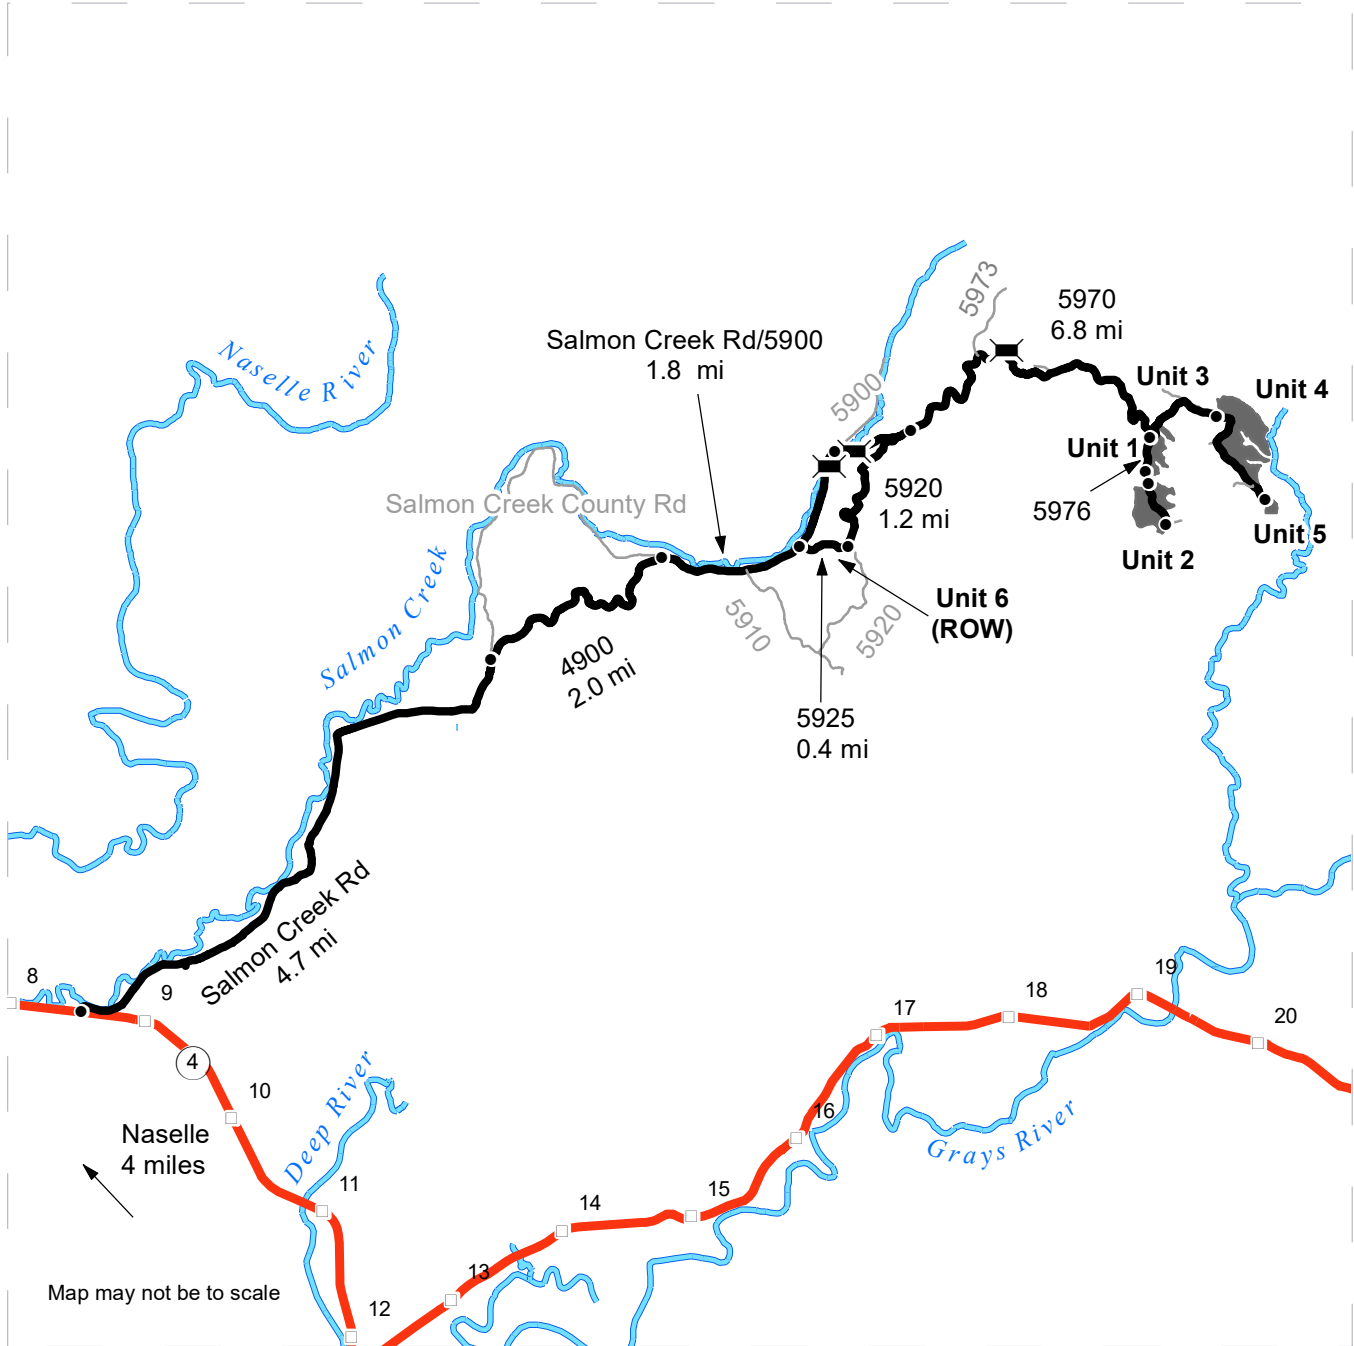 5973
5970
6.8 mi
Naselle River
Salmon Creek Rd/5900
1.8 mi
5900
Unit 3
Unit 4
Unit 1
5920
1.2 mi
Salmon Creek County Rd
5976
Unit 5
Unit 2
Salmon Creek
Unit 6
(ROW)
5910
5920
4900
2.0 mi
5925
0.4 mi
Salmon Creek Rd
4.7 mi
8
9
19
18
17
20
4
10
16
Naselle
4 miles
Deep River
Grays River
11
15
14
13
Map may not be to scale
12